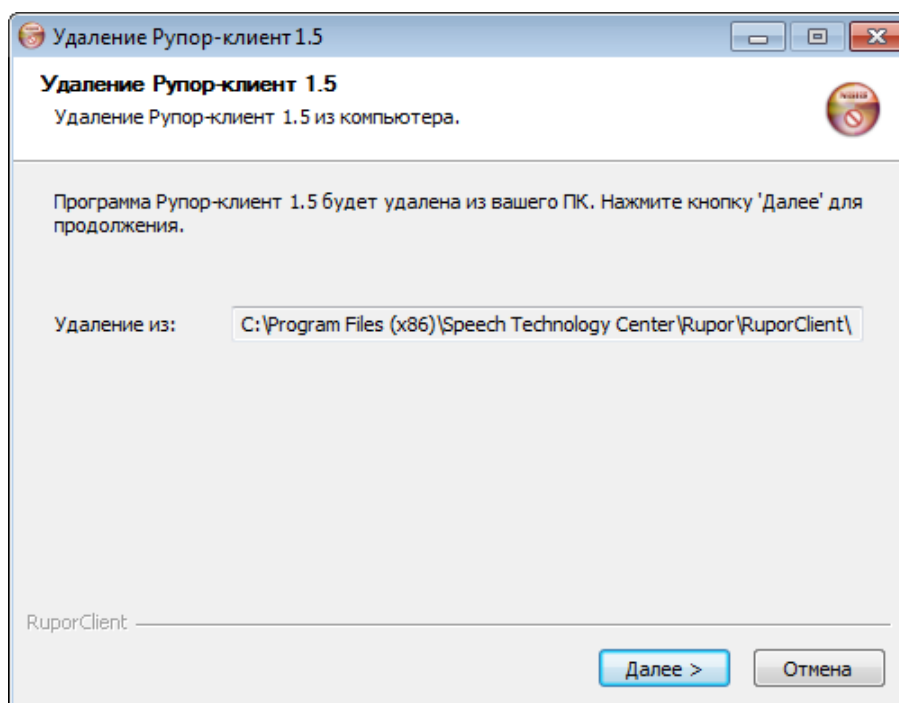 Удаление Рупор-клиент 1.5
Удаление Рупор-клиент 1.5
Удаление Рупор-клиент 1.5 из компьютера.
Программа Рупор-клиент 1.5 будет удалена из вашего ПК. Нажмите кнопку 'Далее' для
продолжения.
Удаление из: C:\Program Files (x86)\Speech Technology Center\Rupor\RuporClient\
RuporClient
Далее > Отмена